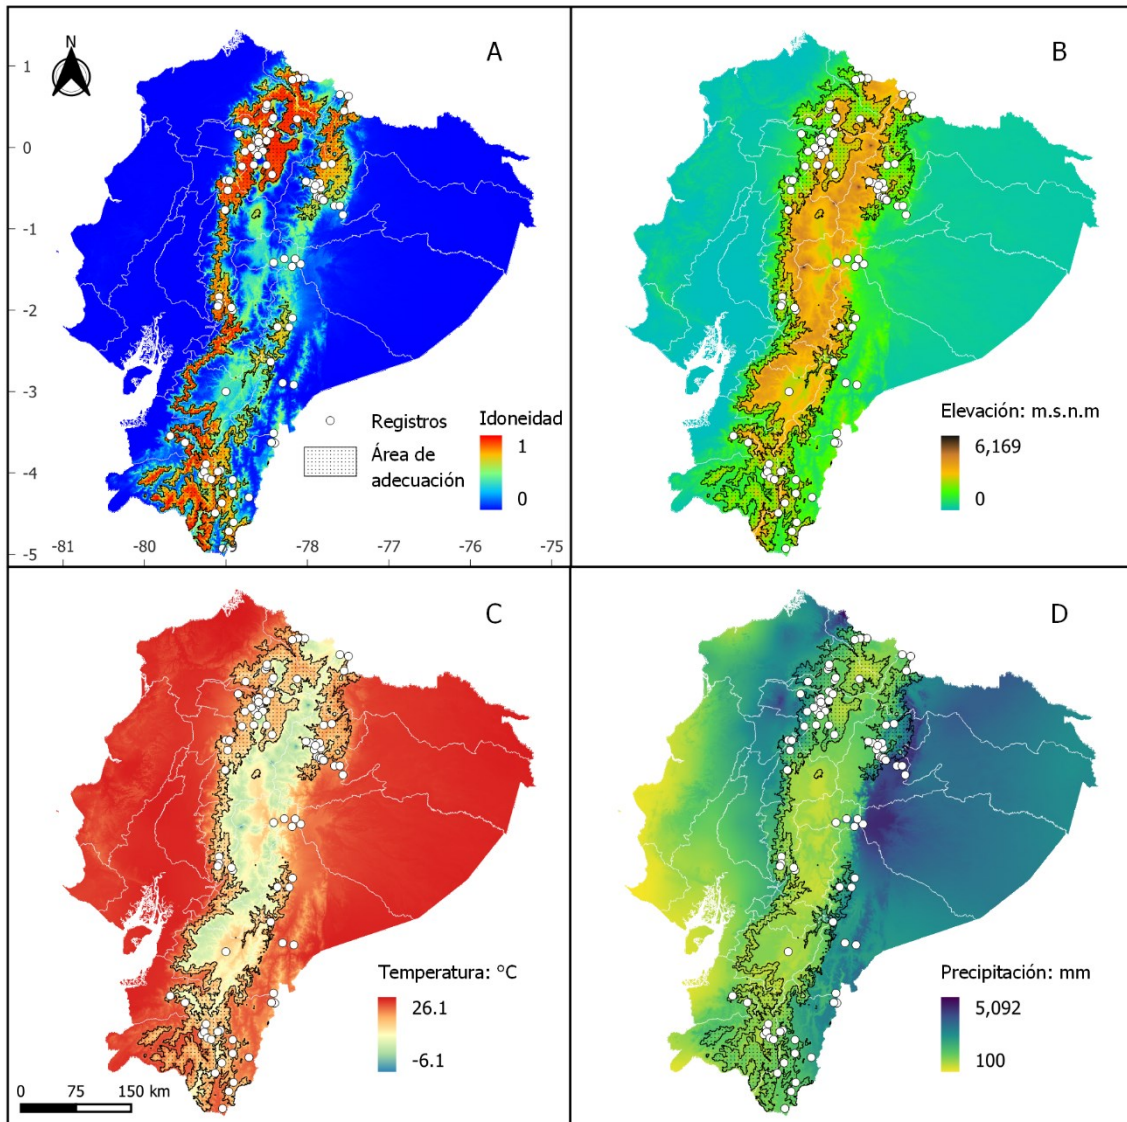 N
A
1
0
-1
-2
-3
-4
-5
-81
-80
-79
-78
-77
-76
-75
Registros
Área de
adecuación
Idoneidad
1
0
B
Elevación: m.s.n.m
6,169
0
C
Temperatura: °C
26.1
-6.1
0 75 150 km
D
Precipitación: mm
5,092
100